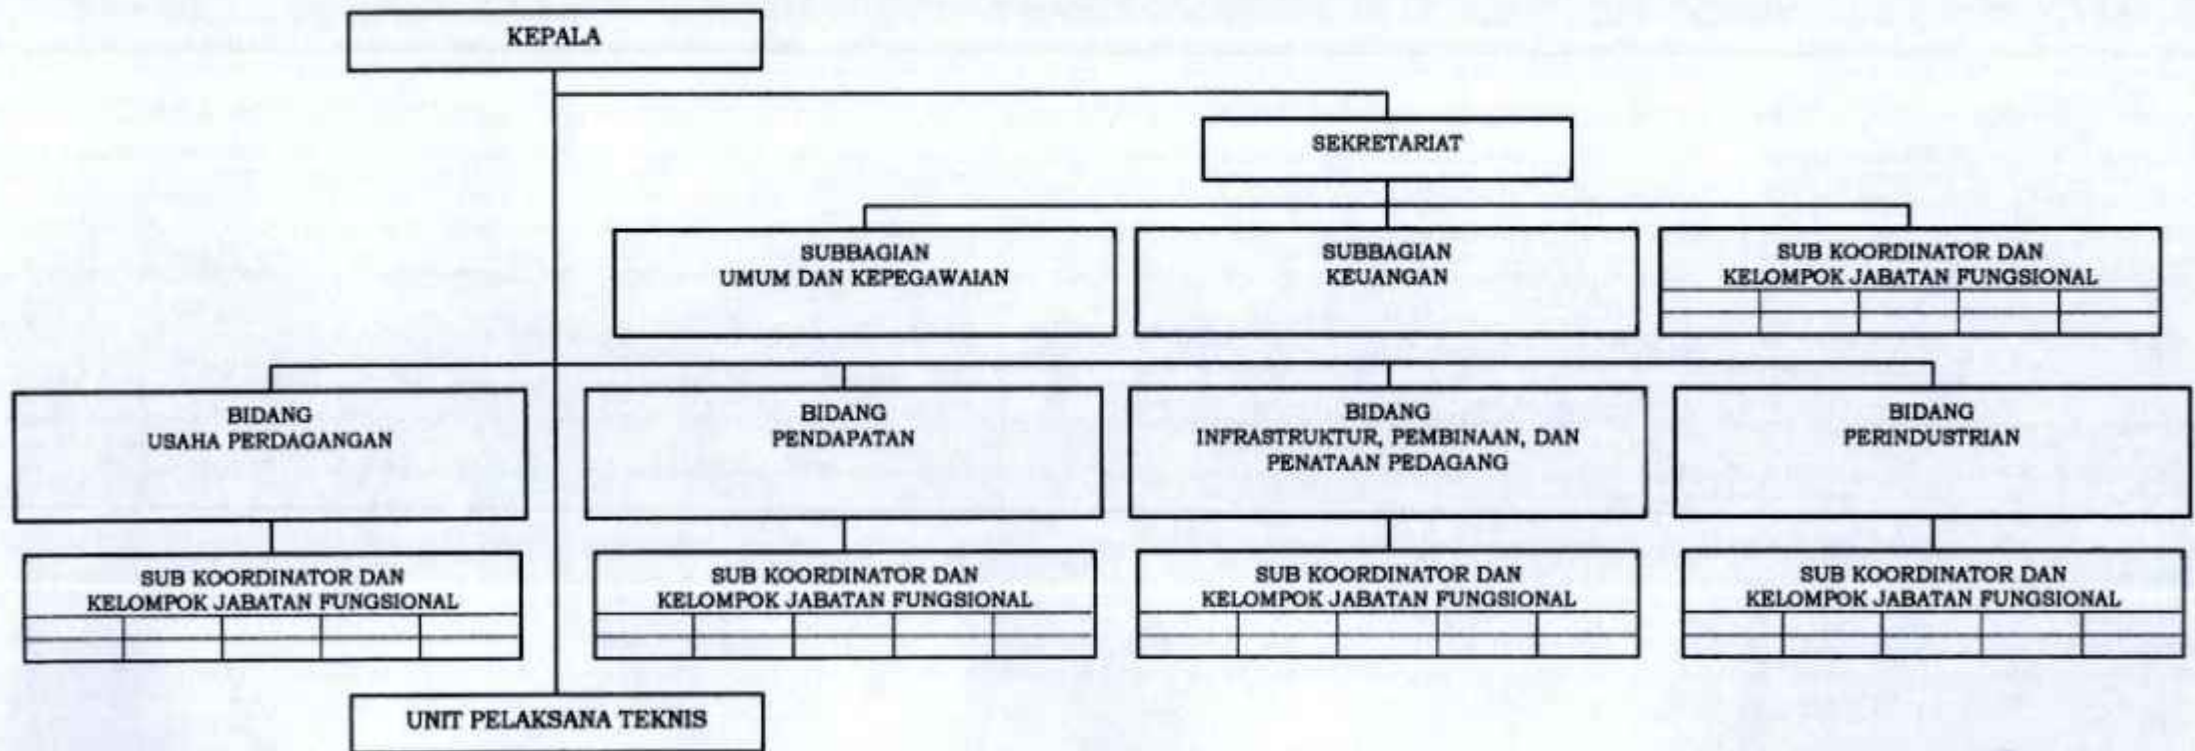 KEPALA
SEKRETARIAT
SUBBAGIAN
UMUM DAN KEPEGAWAIAN
SUBBAGIAN
KEUANGAN
SUB KOORDINATOR DAN
KELOMPOK JABATAN FUNGSIONAL
BIDANG
USAHA PERDAGANGAN
BIDANG
PENDAPATAN
BIDANG
INFRASTRUKTUR, PEMBINAAN, DAN
PENATAAN PEDAGANG
BIDANG
PERINDUSTRIAN
SUB KOORDINATOR DAN
KELOMPOK JABATAN FUNGSIONAL
SUB KOORDINATOR DAN
KELOMPOK JABATAN FUNGSIONAL
SUB KOORDINATOR DAN
KELOMPOK JABATAN FUNGSIONAL
SUB KOORDINATOR DAN
KELOMPOK JABATAN FUNGSIONAL
UNIT PELAKSANA TEKNIS